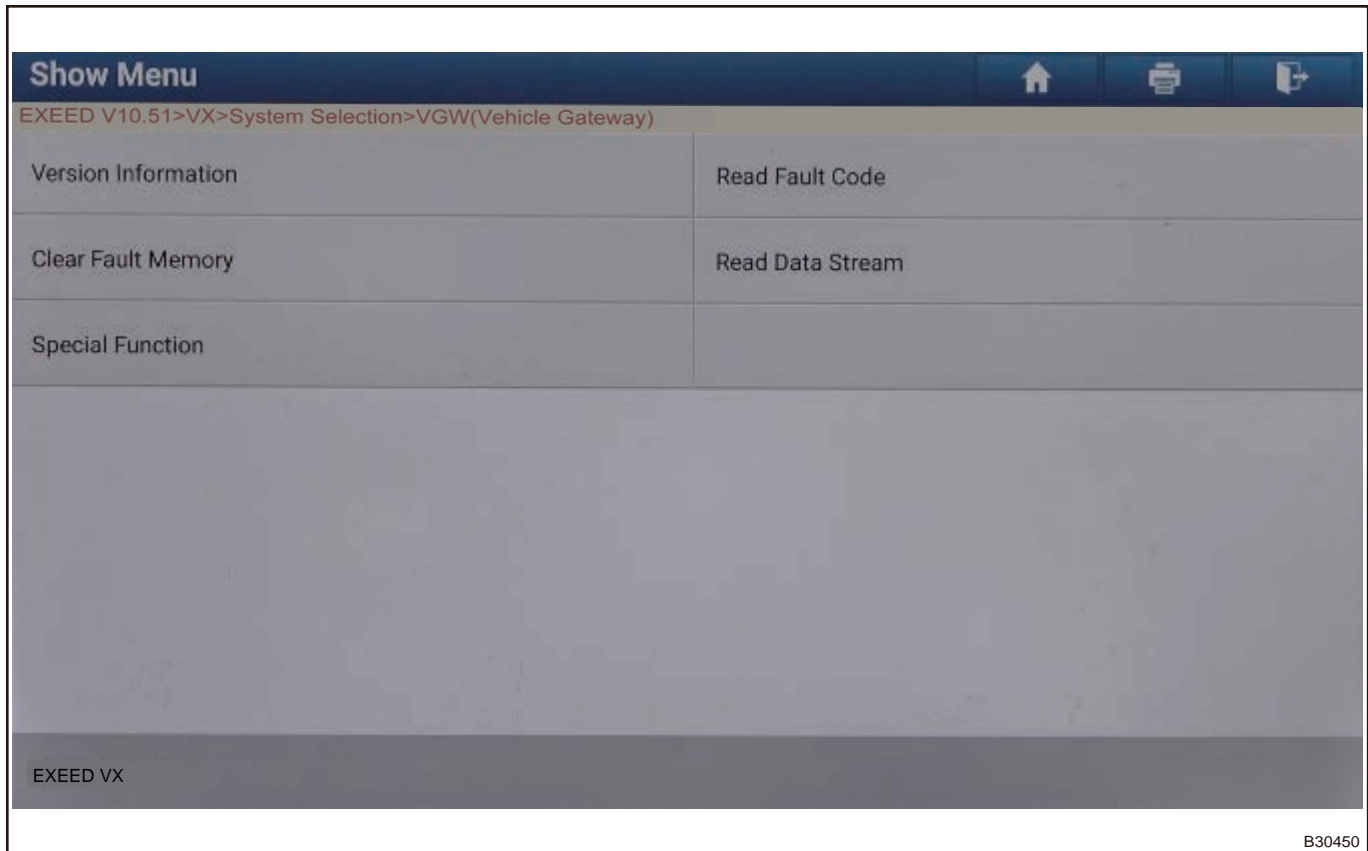 Show Menu
EXEED V10.51>VX>System Selection>VGW(Vehicle Gateway)
Version Information
Read Fault Code
Clear Fault Memory
Read Data Stream
Special Function
EXEED VX
B30450